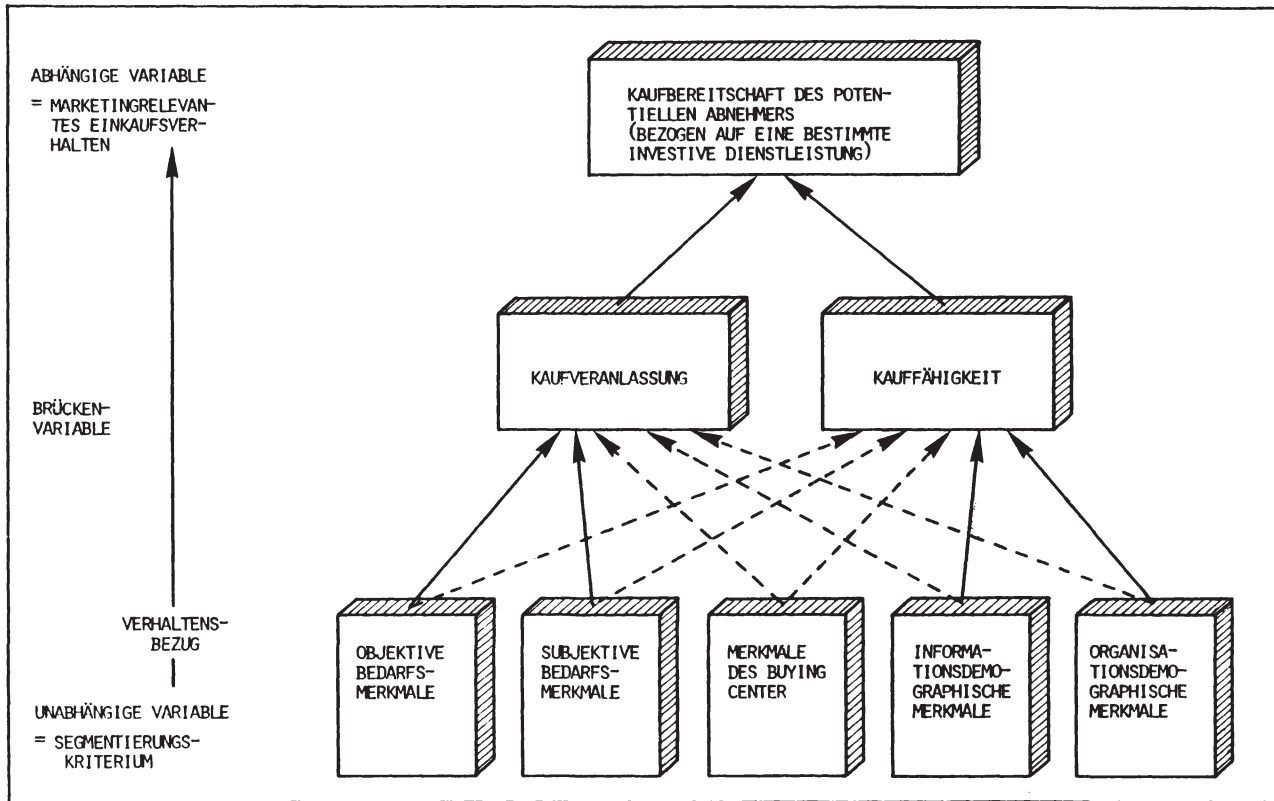 ABHÄNGIGE VARIABLE
= MARKETINGRELEVAN-
TES EINKAUFSVER-
HALTEN
KAUFBEREITSCHAFT DES POTEN-
TIELLEN ABNEHMERS
(BEZOGEN AUF EINE BESTIMMTE
INVESTIVE DIENSTLEISTUNG)
BRÜCKEN-
VARIABLE
KAUFVERANLASSUNG
KAUFFÄHIGKEIT
VERHALTENS-
BEZUG
UNABHÄNGIGE VARIABLE
= SEGMENTIERUNGS-
KRITERIUM
OBJEKTIVE
BEDARFS-
MERKMALE
SUBJEKTIVE
BEDARFS-
MERKMALE
MERKMALE
DES BUYING
CENTER
INFORMA-
TIONSDEMO-
GRAPHISCHE
MERKMALE
ORGANISA-
TIONSDEMO-
GRAPHISCHE
MERKMALE